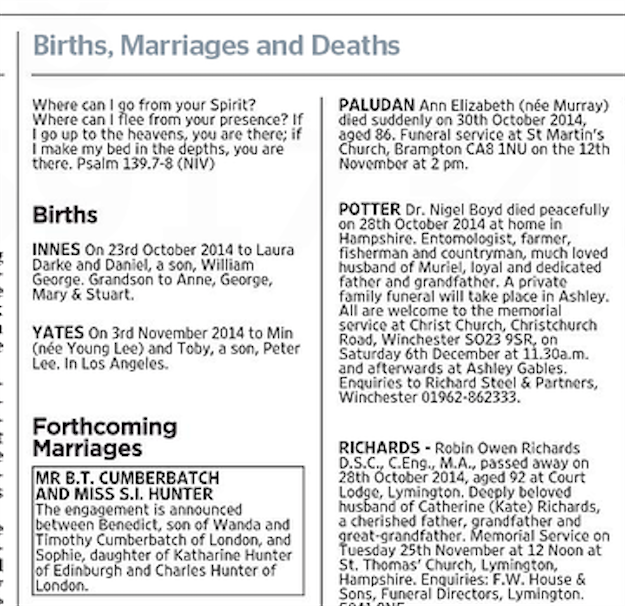 Births, Marriages and Deaths
Where can I go from your Spirit?
Where can I flee from your presence? If
I go up to the heavens, you are there; if
I make my bed in the depths, you are
there. Psalm 139.7-8 (NIV)
Births
INNES On 23rd October 2014 to Laura
Darke and Daniel, a son, William
George. Grandson to Anne, George,
Mary & Stuart.
YATES On 3rd November 2014 to Min
(née Young Lee) and Toby, a son, Peter
Lee. In Los Angeles.
Forthcoming
Marriages
MR B.T. CUMBERBATCH
AND MISS S.I. HUNTER
The engagement is announced
between Benedict, son of Wanda and
Timothy Cumberbatch of London, and
Sophie, daughter of Katharine Hunter
of Edinburgh and Charles Hunter of
London.
PALUDAN Ann Elizabeth (née Murray)
died suddenly on 30th October 2014,
aged 86. Funeral service at St Martin's
Church, Brampton CA8 1NU on the 12th
November at 2 pm.
POTTER Dr. Nigel Boyd died peacefully
on 28th October 2014 at home in
Hampshire. Entomologist, farmer,
fisherman and countryman, much loved
husband of Muriel, loyal and dedicated
father and grandfather. A private
family funeral will take place in Ashley.
All are welcome to the memorial
service at Christ Church, Christchurch
Road, Winchester SO23 9SR, on
Saturday 6th December at 11.30a.m.
and afterwards at Ashley Gables.
Enquiries to Richard Steel & Partners,
Winchester 01962-862333.
RICHARDS - Robin Owen Richards
D.S.C., C.Eng., M.A., passed away on
28th October 2014, aged 92 at Court
Lodge, Lymington. Deeply beloved
husband of Catherine (Kate) Richards,
a cherished father, grandfather and
great-grandfather. Memorial Service on
Tuesday 25th November at 12 Noon at
St. Thomas' Church, Lymington,
Hampshire. Enquiries: F.W. House &
Sons, Funeral Directors, Lymington.